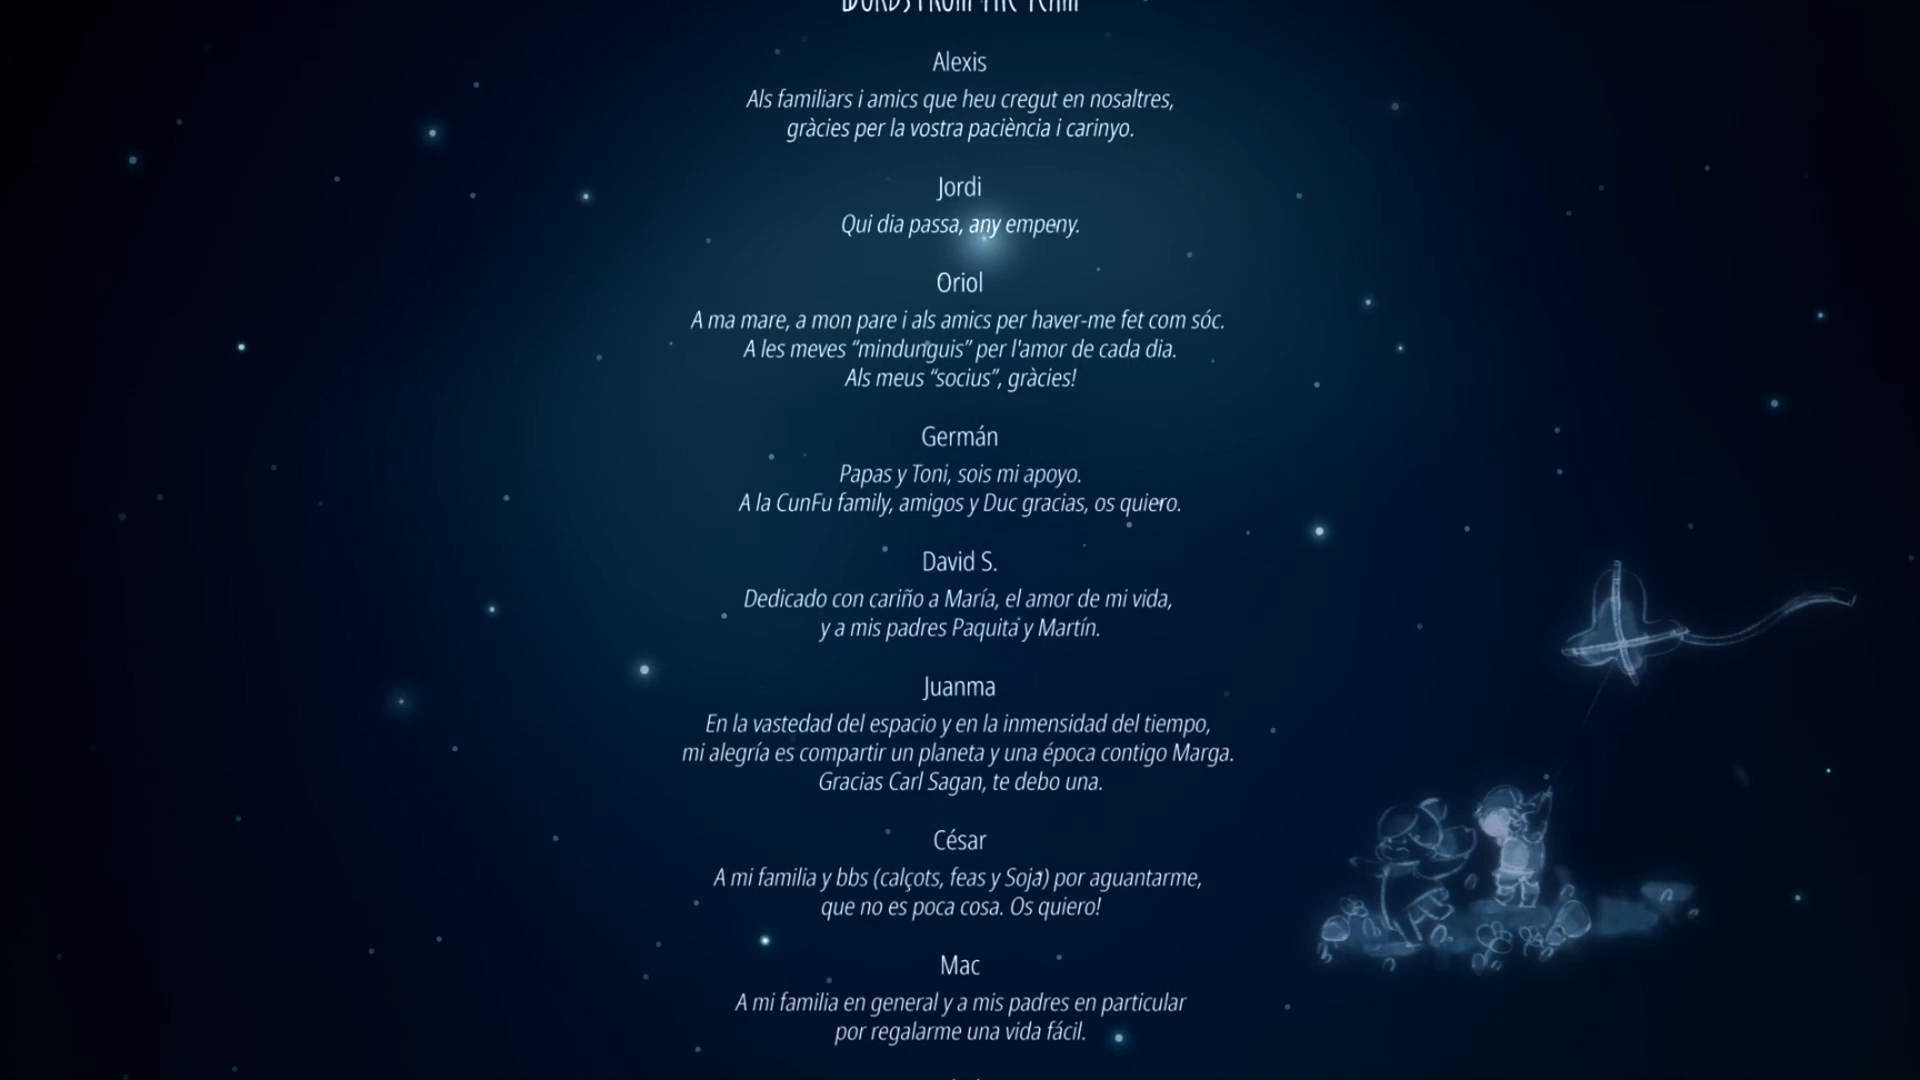 Words from the Team
Alexis
Als familiars i amics que heu cregut en nosaltres,
gràcies per la vostra paciència i carinyo.
Jordi
Qui dia passa, any empeny.
Oriol
A ma mare, a mon pare i als amics per haver-me fet com sóc.
A les meves “mindunguis” per l'amor de cada dia.
Als meus “socius”, gràcies!
Germán
Papas y Toni, sois mi apoyo.
A la CunFu family, amigos y Duc gracias, os quiero.
David S.
Dedicado con cariño a María, el amor de mi vida,
y a mis padres Paquita y Martín.
Juanma
En la vastedad del espacio y en la inmensidad del tiempo,
mi alegría es compartir un planeta y una época contigo Marga.
Gracias Carl Sagan, te debo una.
César
A mi familia y bbs (calçots, feas y Soja) por aguantarme,
que no es poca cosa. Os quiero!
Mac
A mi familia en general y a mis padres en particular
por regalarme una vida fácil.